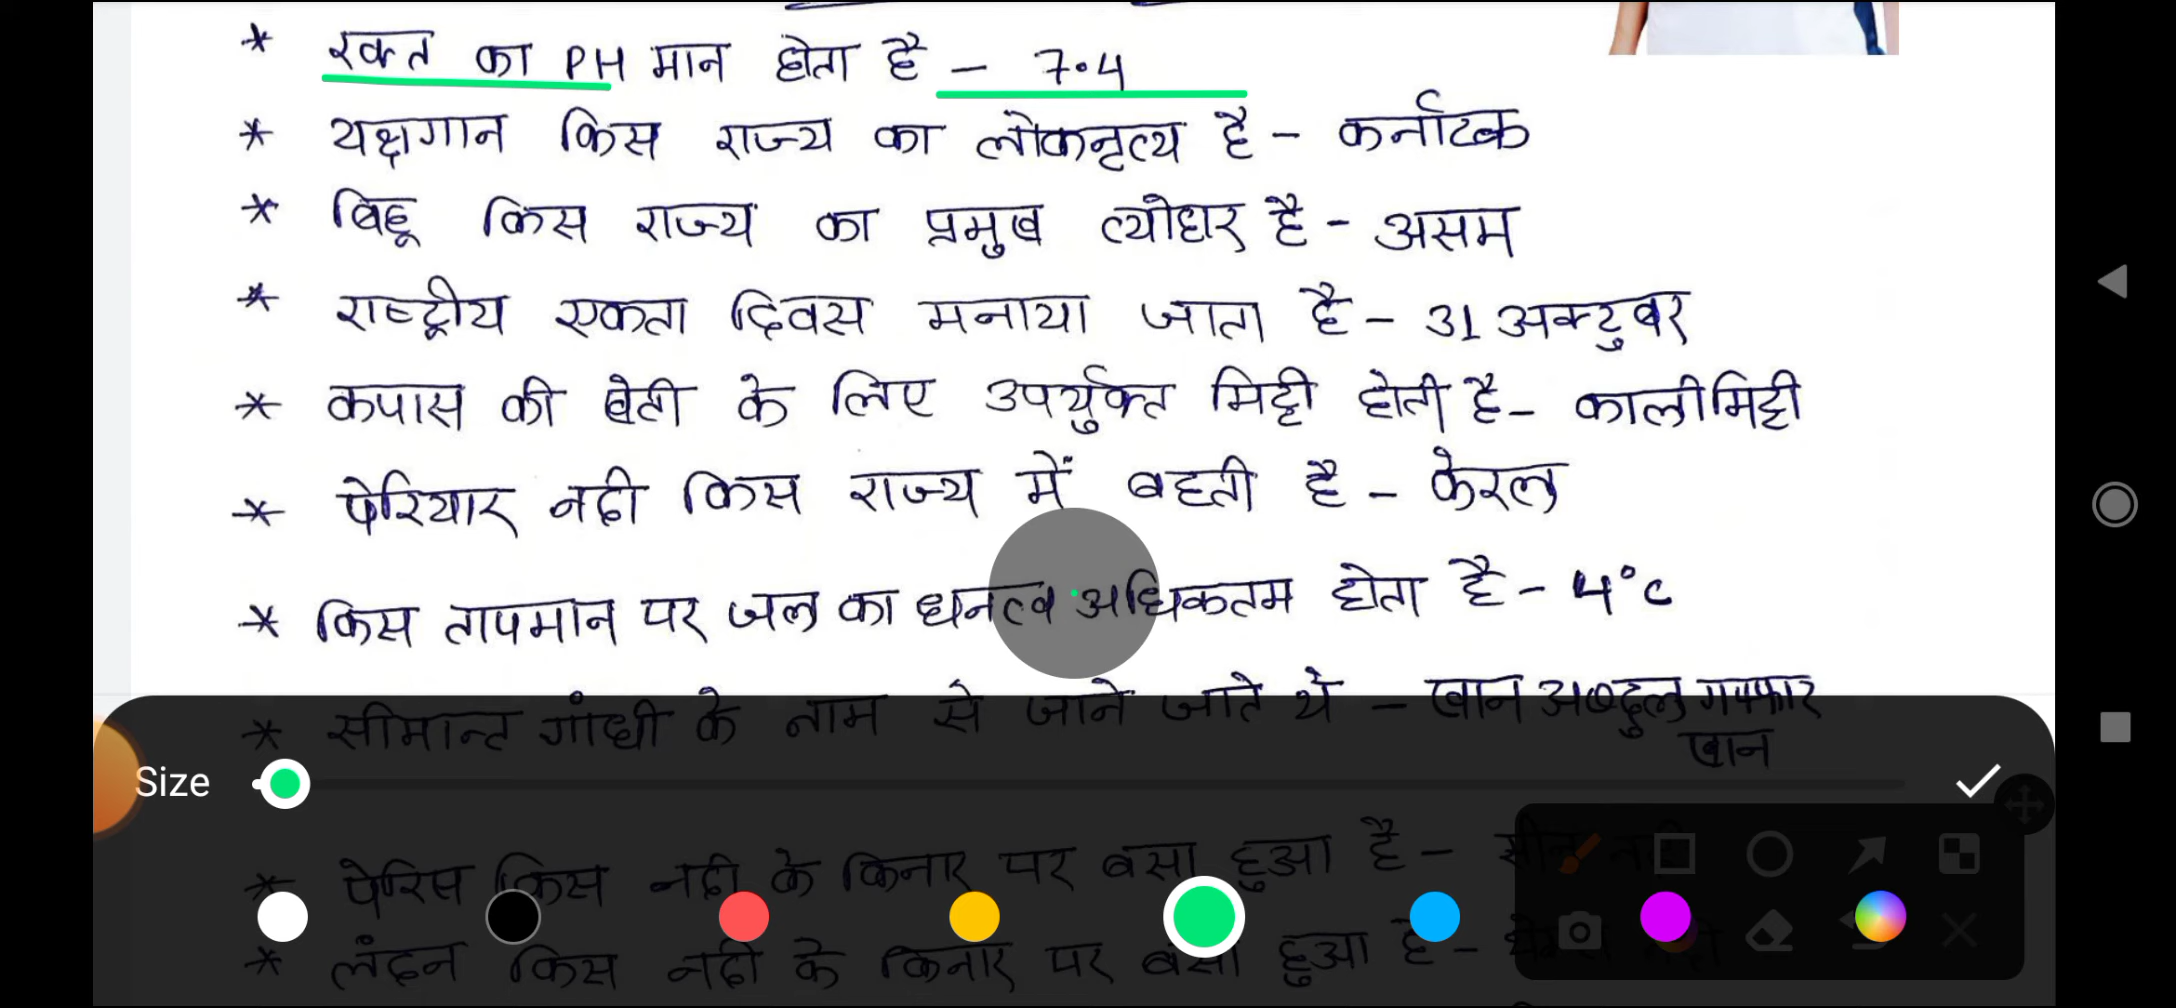 * रक्त का PH मान होता है - 7.4
* यक्षगान किस राज्य का लोकनृत्य है - कर्नाटक
* बिहू किस राज्य का प्रमुख त्योहार है - असम
* राष्ट्रीय एकता दिवस मनाया जाता है - 31 अक्टुबर
* कपास की खेती के लिए उपर्युक्त मिट्टी होती है - काली मिट्टी
* पेरियार नदी किस राज्य में बहती है - केरल
* किस तापमान पर जल का घनत्व अधिकतम होता है - 4°c
* सीमान्त गांधी के नाम से जाने जाते थे - खान अब्दुल गफ्फार
खान
Size
* पेरिस किस नदी के किनार पर बसा हुआ है -
* लंदन किस नदी के किनार पर बसा हुआ है -